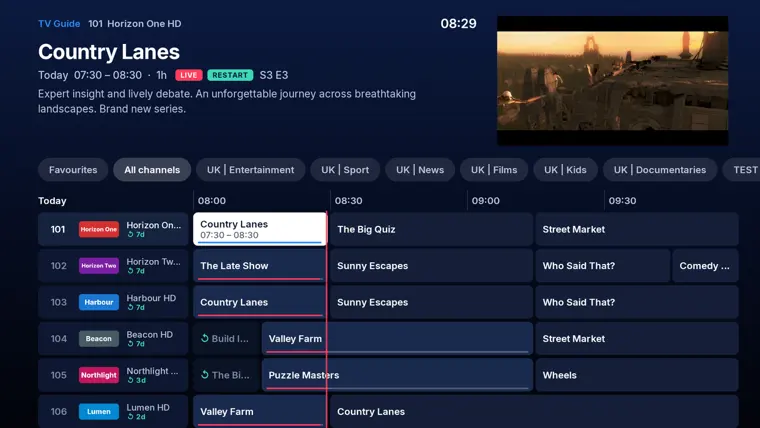 TV Guide 101 Horizon One HD
08:29
Country Lanes
Today 07:30 – 08:30 · 1h LIVE RESTART S3 E3
Expert insight and lively debate. An unforgettable journey across breathtaking
landscapes. Brand new series.
Favourites All channels UK | Entertainment UK | Sport UK | News UK | Films UK | Kids UK | Documentaries TEST
Today 08:00 08:30 09:00 09:30
101 Horizon One Horizon On... 7d Country Lanes 07:30 – 08:30 The Big Quiz Street Market
102 Horizon Two Horizon Tw... 7d The Late Show Sunny Escapes Who Said That? Comedy ...
103 Harbour Harbour HD 7d Country Lanes Sunny Escapes Who Said That?
104 Beacon Beacon HD 7d Build I... Valley Farm Street Market
105 Northlight Northlight ... 3d The Bi... Puzzle Masters Wheels
106 Lumen Lumen HD 2d Valley Farm Country Lanes